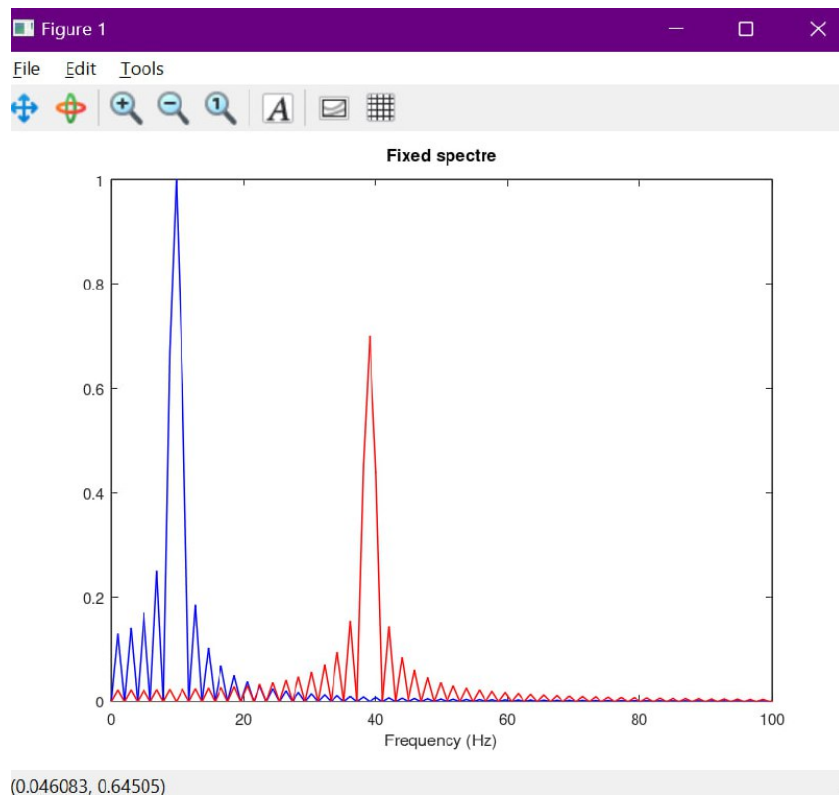 Figure 1
File Edit Tools
A
Fixed spectre
1
0.8
0.6
0.4
0.2
0
0 20 40 60 80 100
Frequency (Hz)
(0.046083, 0.64505)